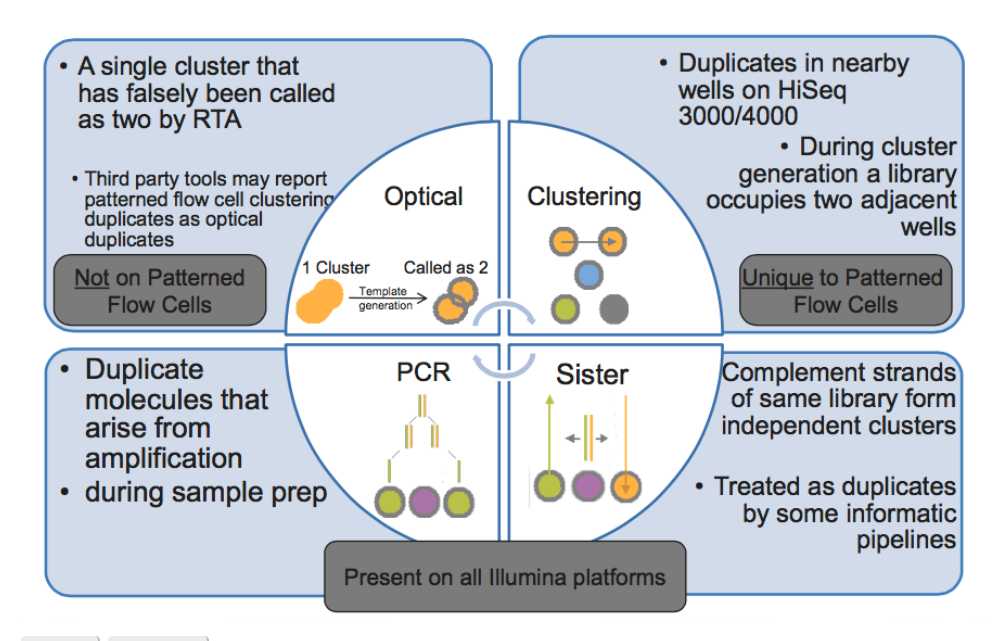 • A single cluster that
has falsely been called
as two by RTA
• Third party tools may report
patterned flow cell clustering
duplicates as optical
duplicates
Not on Patterned
Flow Cells
Optical
1 Cluster
Called as 2
Template
generation
Clustering
• Duplicates in nearby
wells on HiSeq
3000/4000
• During cluster
generation a library
occupies two adjacent
wells
Unique to Patterned
Flow Cells
• Duplicate
molecules that
arise from
amplification
• during sample prep
PCR
Sister
Complement strands
of same library form
independent clusters
• Treated as duplicates
by some informatic
pipelines
Present on all Illumina platforms